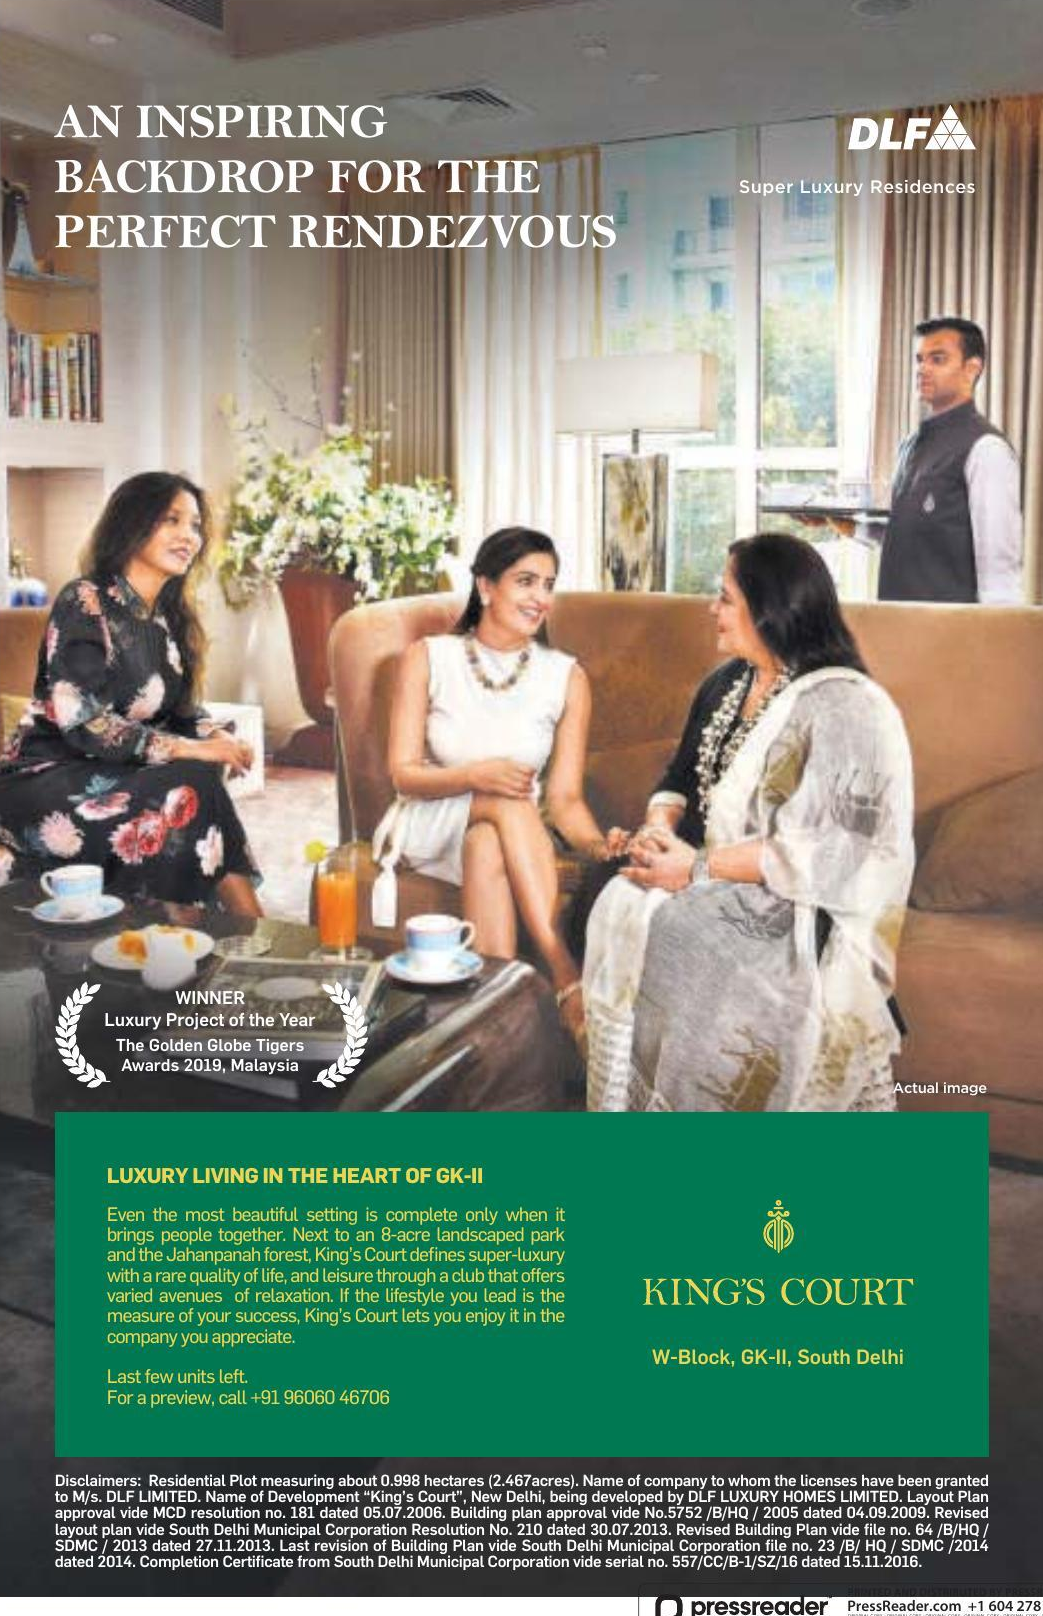 AN INSPIRING
BACKDROP FOR THE
PERFECT RENDEZVOUS
DLF
Super Luxury Residences
WINNER
Luxury Project of the Year
The Golden Globe Tigers
Awards 2019, Malaysia
Actual image
LUXURY LIVING IN THE HEART OF GK-II
Even the most beautiful setting is complete only when it
brings people together. Next to an 8-acre landscaped park
and the Jahanpanah forest, King's Court defines super-luxury
with a rare quality of life, and leisure through a club that offers
varied avenues of relaxation. If the lifestyle you lead is the
measure of your success, King's Court lets you enjoy it in the
company you appreciate.
Last few units left.
For a preview, call +91 96060 46706
KING'S COURT
W-Block, GK-II, South Delhi
Disclaimers: Residential Plot measuring about 0.998 hectares (2.467acres). Name of company to whom the licenses have been granted
to M/s. DLF LIMITED. Name of Development “King's Court”, New Delhi, being developed by DLF LUXURY HOMES LIMITED. Layout Plan
approval vide MCD resolution no. 181 dated 05.07.2006. Building plan approval vide No.5752 /B/HQ / 2005 dated 04.09.2009. Revised
layout plan vide South Delhi Municipal Corporation Resolution No. 210 dated 30.07.2013. Revised Building Plan vide file no. 64 /B/HQ /
SDMC / 2013 dated 27.11.2013. Last revision of Building Plan vide South Delhi Municipal Corporation file no. 23 /B/ HQ / SDMC /2014
dated 2014. Completion Certificate from South Delhi Municipal Corporation vide serial no. 557/CC/B-1/SZ/16 dated 15.11.2016.
PRINTED AND DISTRIBUTED BY
pressreader
PressReader.com +1 604 278